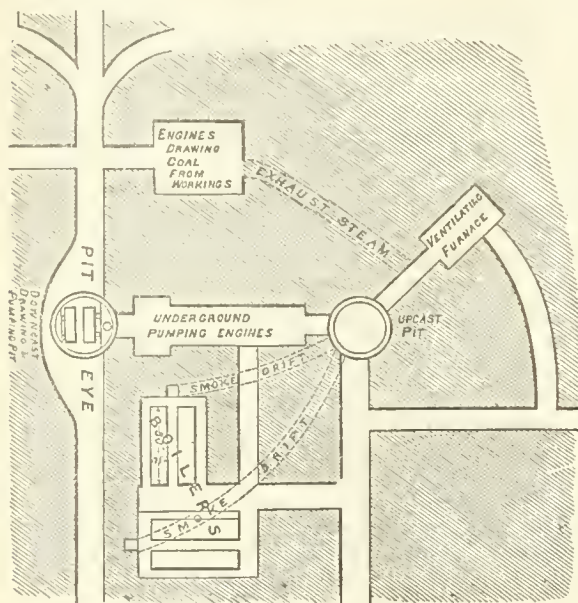 ENGINES
DRAWING
COAL
FROM
WORKINGS
EXHAUST STEAM
VENTILATING
FURNACE
PIT
EYE
DOWNCAST
DRAWING &
PUMPING PIT
UNDERGROUND
PUMPING ENGINES
UPCAST
PIT
SMOKE DRIFT
BOILERS
SMOKE DRIFT